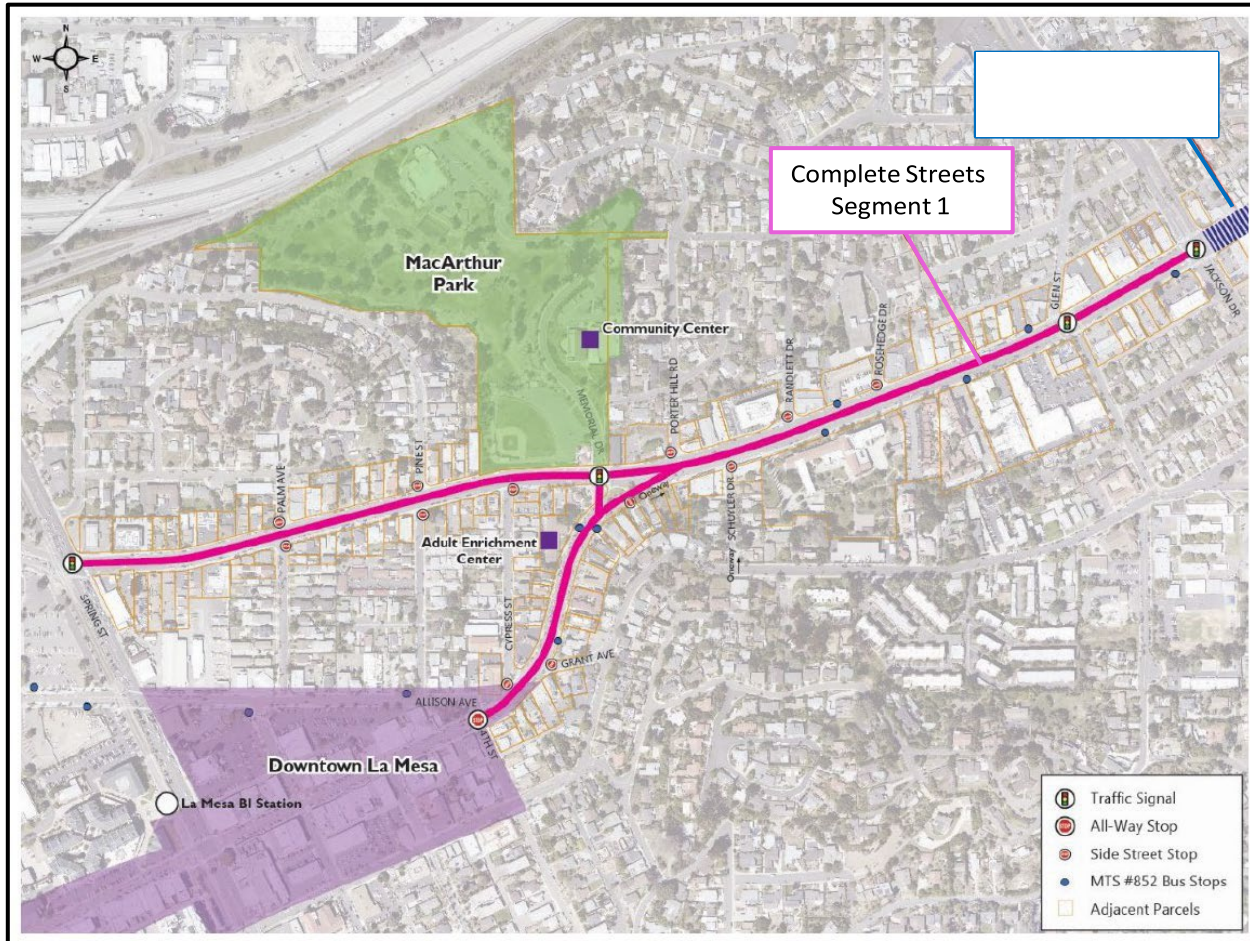 N
W E
S
Complete Streets
Segment 1
MacArthur
Park
Community Center
MEMORIAL DR
PORTER HILL RD
RANDLETT DR
ROSEHEDGE DR
GLEN ST
JACKSON DR
PALM AVE
PINE ST
Oneway
SCHUYLER DR
Oneway
Adult Enrichment
Center
SPRING ST
CYPRESS ST
GRANT AVE
ALLISON AVE
STOP
4TH ST
Downtown La Mesa
La Mesa Bl Station
Traffic Signal
STOP
All-Way Stop
Side Street Stop
MTS #852 Bus Stops
Adjacent Parcels